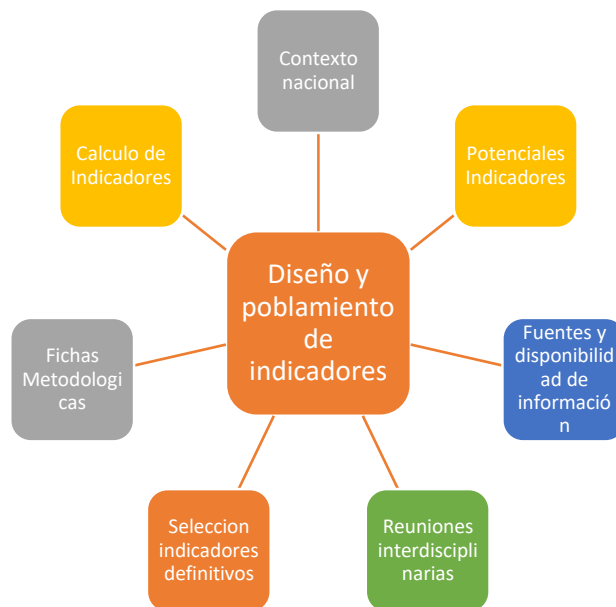 Contexto
nacional
Calculo de
Indicadores
Potenciales
Indicadores
Diseño y
poblamiento
de
indicadores
Fichas
Metodologi
cas
Fuentes y
disponibilid
ad de
informació
n
Seleccion
indicadores
definitivos
Reuniones
interdiscipli
narias